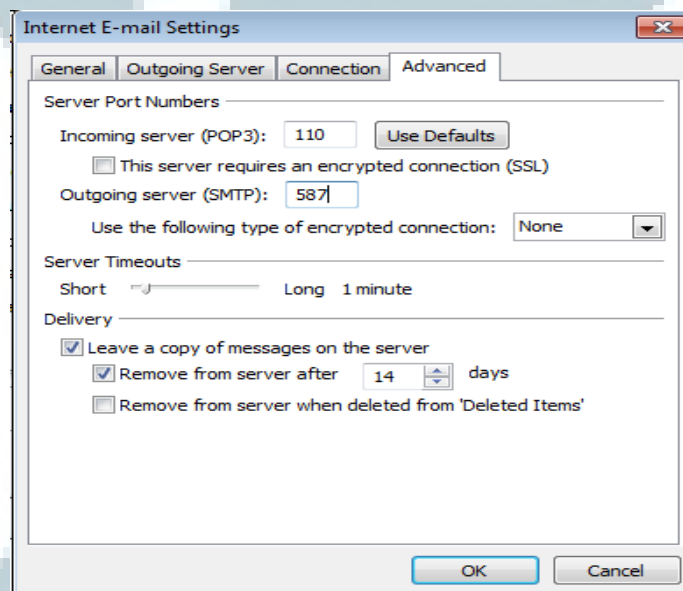 Internet E-mail Settings
General Outgoing Server Connection Advanced
Server Port Numbers
Incoming server (POP3): 110 Use Defaults
This server requires an encrypted connection (SSL)
Outgoing server (SMTP): 587
Use the following type of encrypted connection: None
Server Timeouts
Short Long 1 minute
Delivery
Leave a copy of messages on the server
Remove from server after 14 days
Remove from server when deleted from 'Deleted Items'
OK Cancel